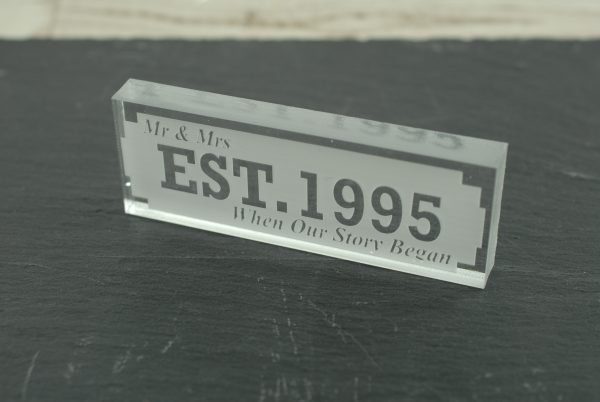 Mr & Mrs
EST.1995
When Our Story Began